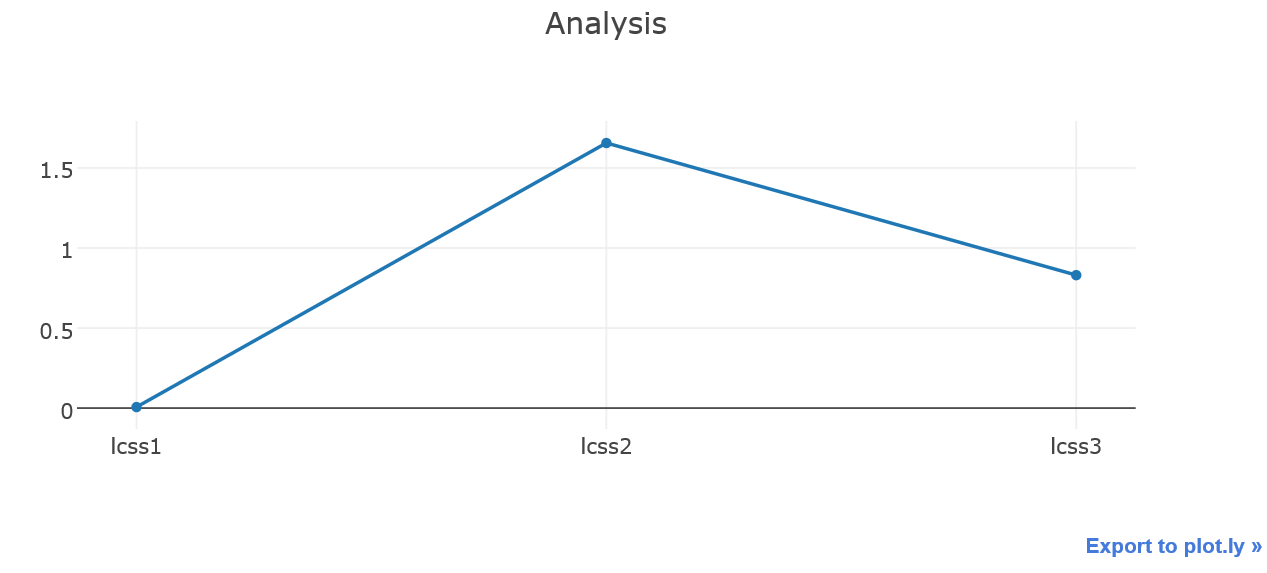 Analysis
1.5
1
0.5
0
lcss1
lcss2
lcss3
Export to plot.ly »